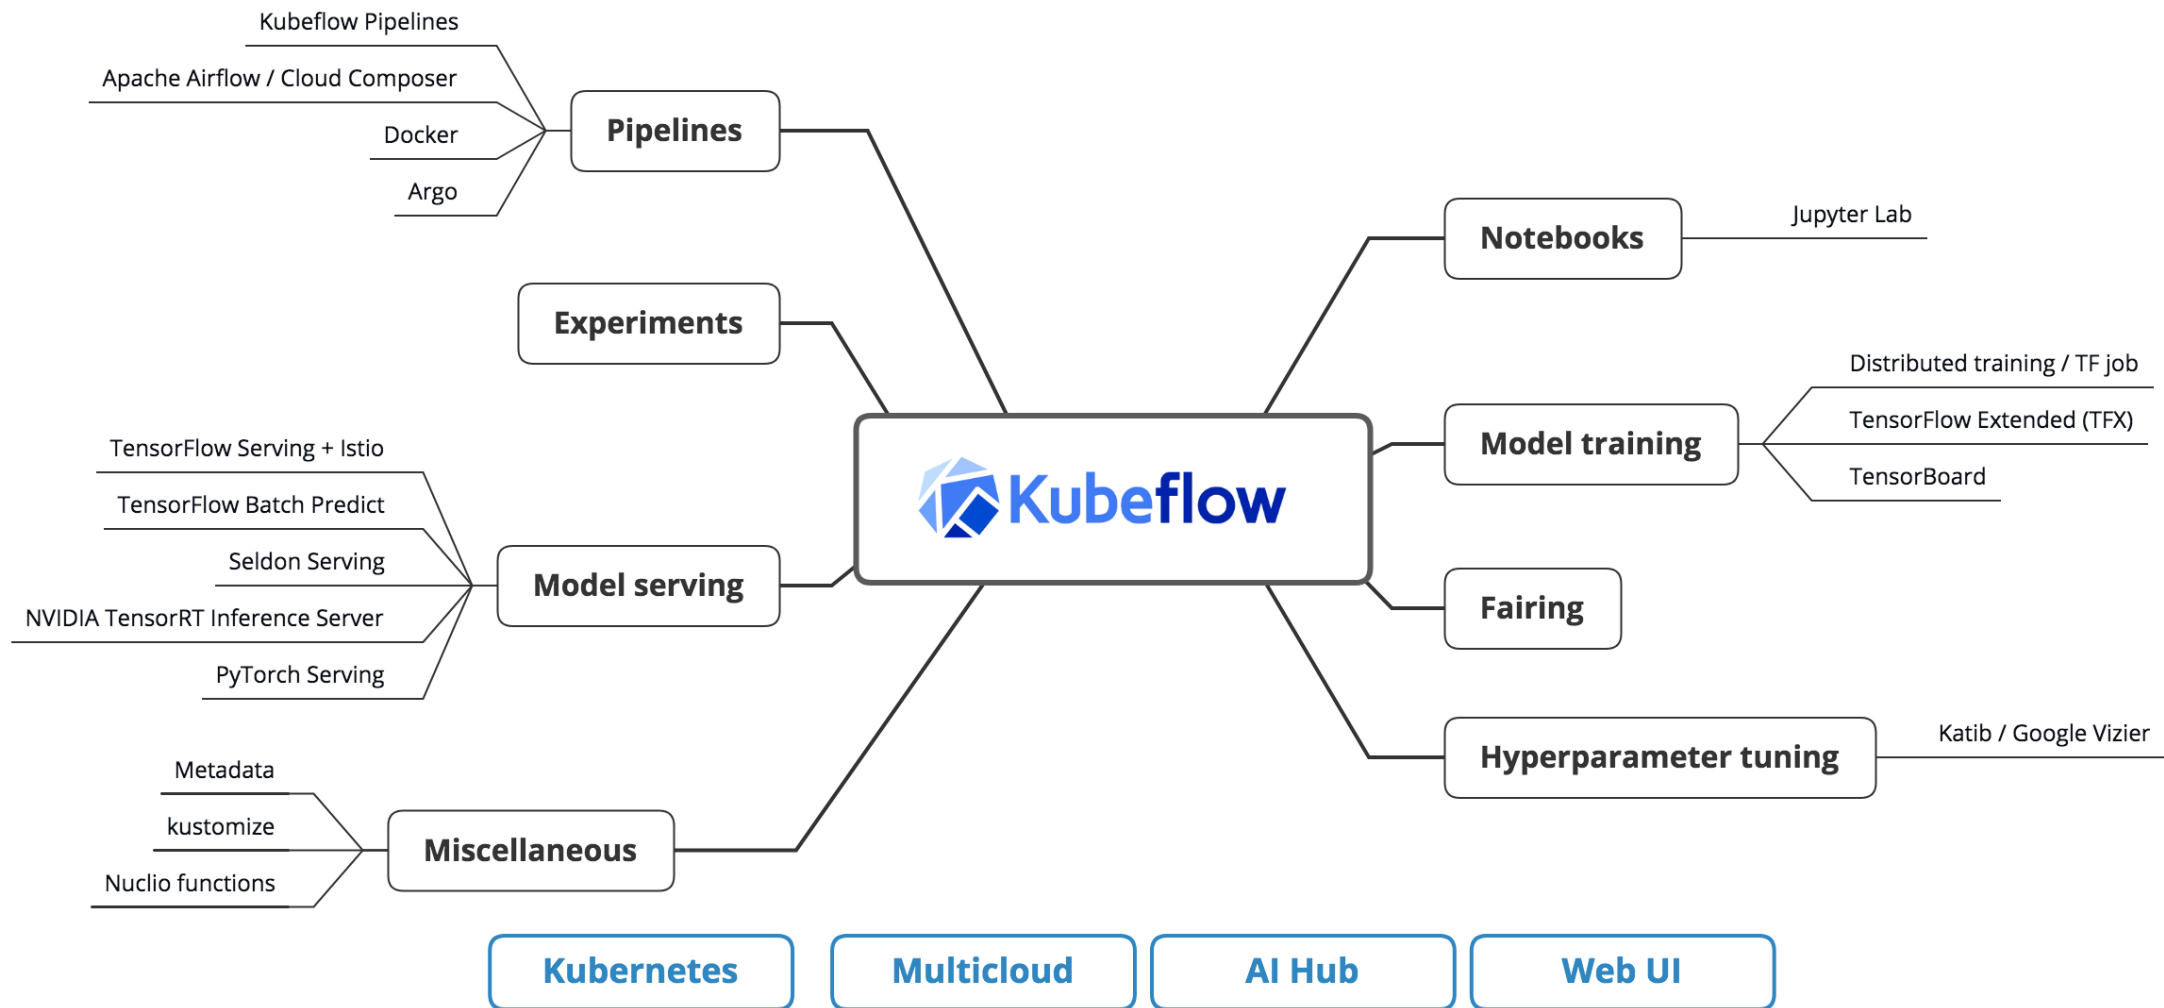 Kubeflow Pipelines
Apache Airflow / Cloud Composer
Docker
Argo
Pipelines
Experiments
TensorFlow Serving + Istio
TensorFlow Batch Predict
Seldon Serving
NVIDIA TensorRT Inference Server
PyTorch Serving
Model serving
Metadata
kustomize
Nuclio functions
Miscellaneous
Kubeflow
Notebooks
Jupyter Lab
Model training
Distributed training / TF job
TensorFlow Extended (TFX)
TensorBoard
Fairing
Hyperparameter tuning
Katib / Google Vizier
Kubernetes
Multicloud
AI Hub
Web UI